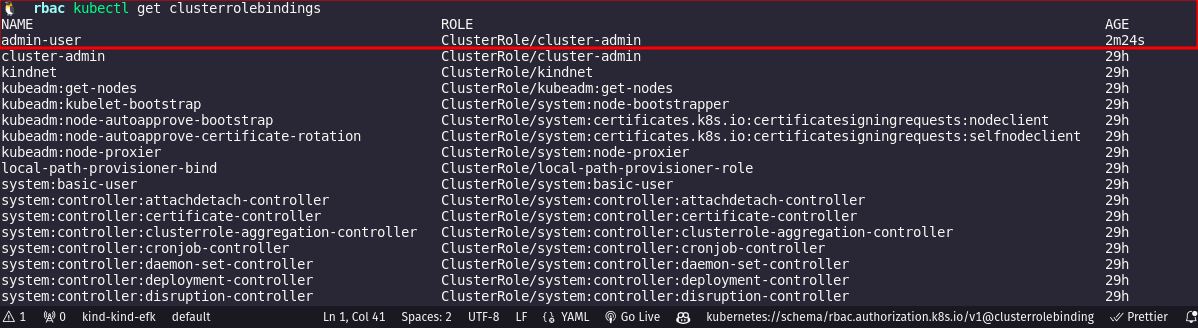 rbac kubectl get clusterrolebindings
NAME ROLE AGE
admin-user ClusterRole/cluster-admin 2m24s
cluster-admin ClusterRole/cluster-admin 29h
kindnet ClusterRole/kindnet 29h
kubeadm:get-nodes ClusterRole/kubeadm:get-nodes 29h
kubeadm:kubelet-bootstrap ClusterRole/system:node-bootstrapper 29h
kubeadm:node-autoapprove-bootstrap ClusterRole/system:certificates.k8s.io:certificatesigningrequests:nodeclient 29h
kubeadm:node-autoapprove-certificate-rotation ClusterRole/system:certificates.k8s.io:certificatesigningrequests:selfnodeclient 29h
kubeadm:node-proxier ClusterRole/system:node-proxier 29h
local-path-provisioner-bind ClusterRole/local-path-provisioner-role 29h
system:basic-user ClusterRole/system:basic-user 29h
system:controller:attachdetach-controller ClusterRole/system:controller:attachdetach-controller 29h
system:controller:certificate-controller ClusterRole/system:controller:certificate-controller 29h
system:controller:clusterrole-aggregation-controller ClusterRole/system:controller:clusterrole-aggregation-controller 29h
system:controller:cronjob-controller ClusterRole/system:controller:cronjob-controller 29h
system:controller:daemon-set-controller ClusterRole/system:controller:daemon-set-controller 29h
system:controller:deployment-controller ClusterRole/system:controller:deployment-controller 29h
system:controller:disruption-controller ClusterRole/system:controller:disruption-controller 29h
1 0 kind-kind-efk default Ln 1, Col 41 Spaces: 2 UTF-8 LF YAML Go Live kubernetes://schema/rbac.authorization.k8s.io/v1@clusterrolebinding Prettier